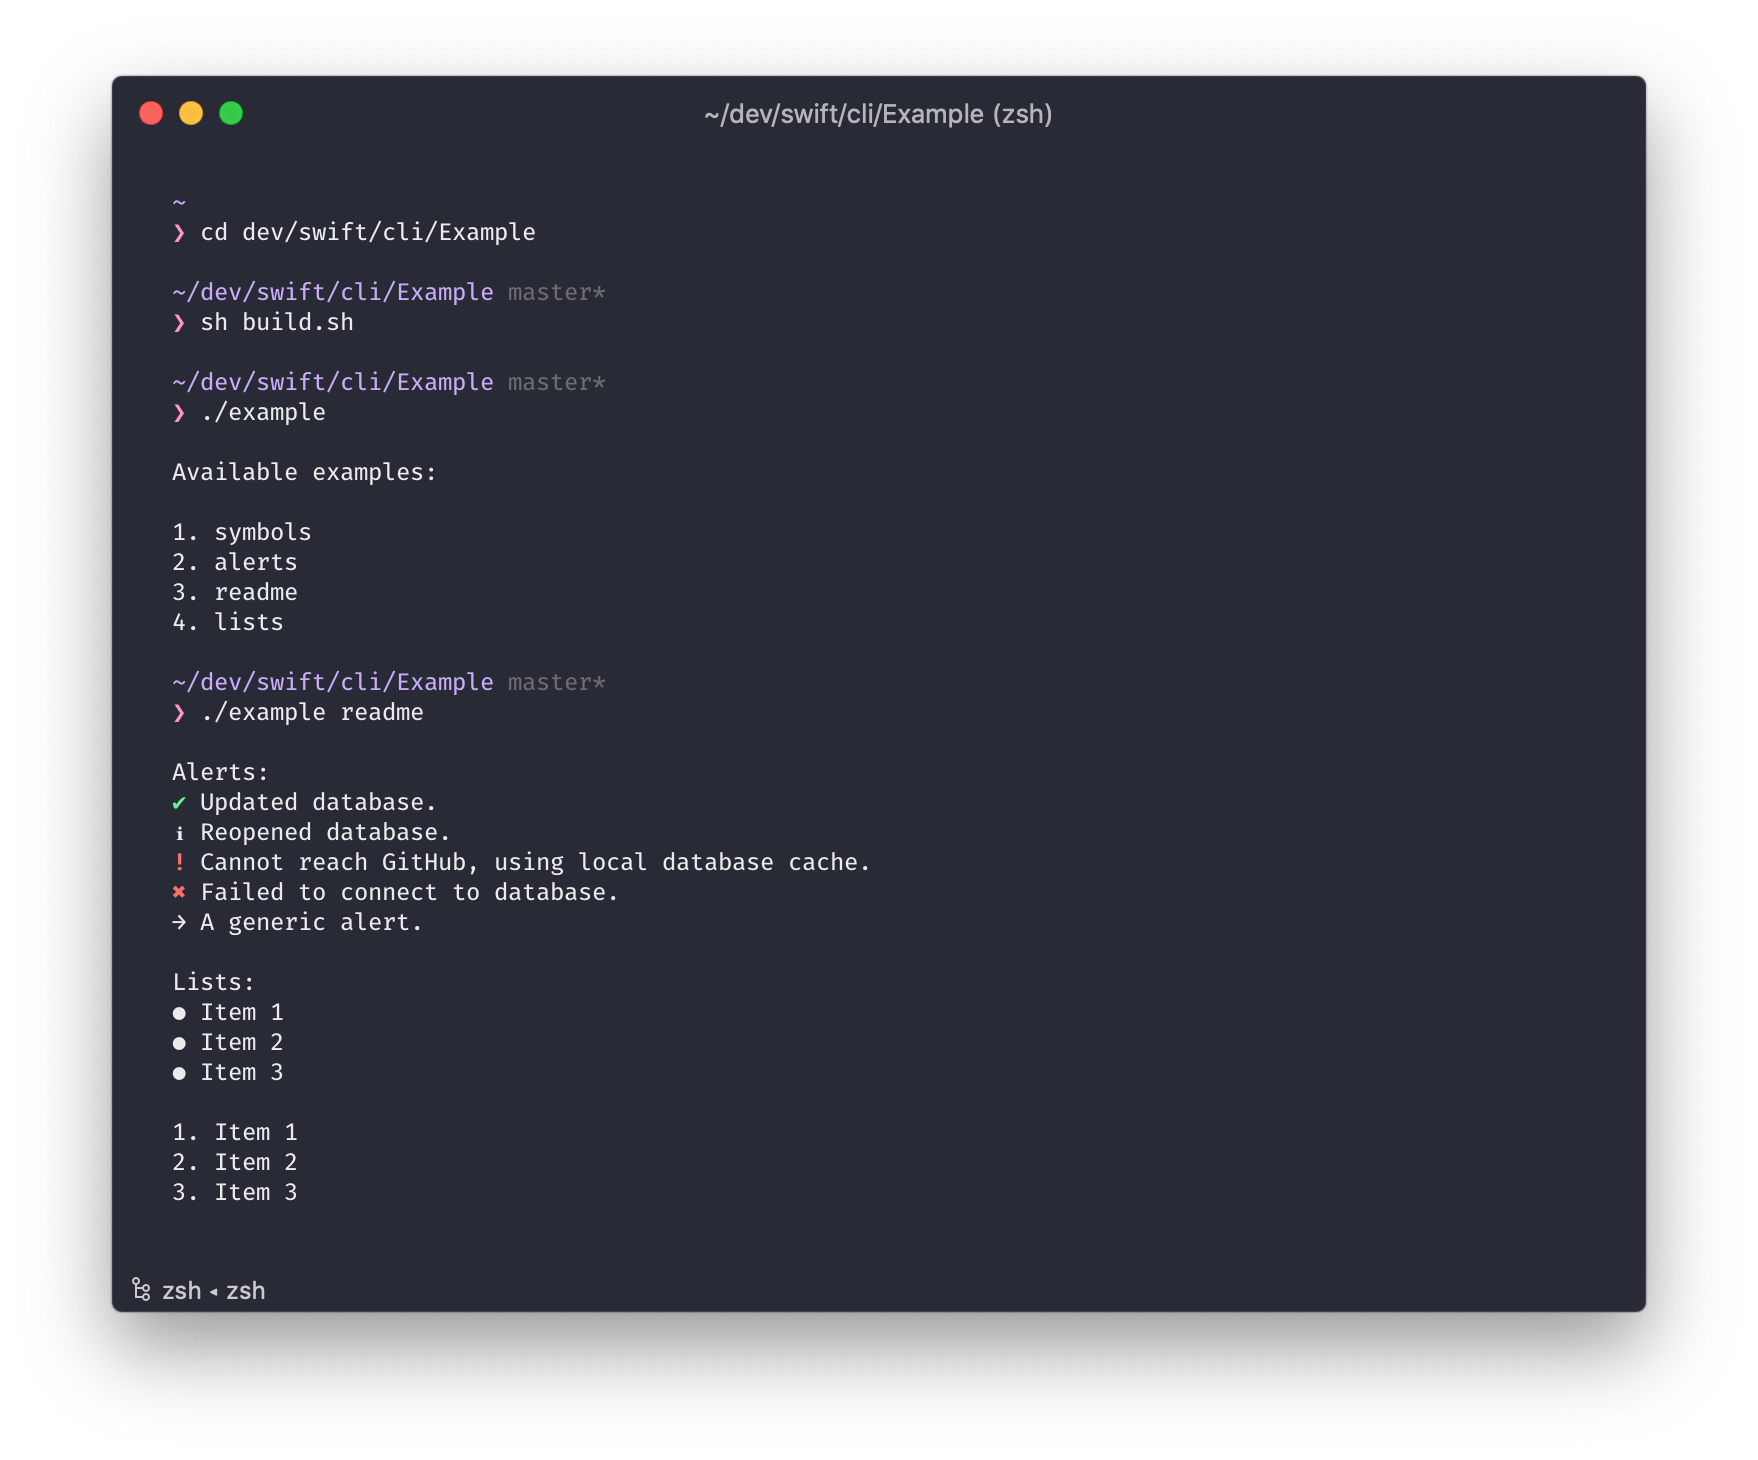 ~/dev/swift/cli/Example (zsh)
~
❯ cd dev/swift/cli/Example
~/dev/swift/cli/Example master*
❯ sh build.sh
~/dev/swift/cli/Example master*
❯ ./example
Available examples:
1. symbols
2. alerts
3. readme
4. lists
~/dev/swift/cli/Example master*
❯ ./example readme
Alerts:
✔ Updated database.
ℹ Reopened database.
! Cannot reach GitHub, using local database cache.
✖ Failed to connect to database.
→ A generic alert.
Lists:
● Item 1
● Item 2
● Item 3
1. Item 1
2. Item 2
3. Item 3
zsh ◂ zsh